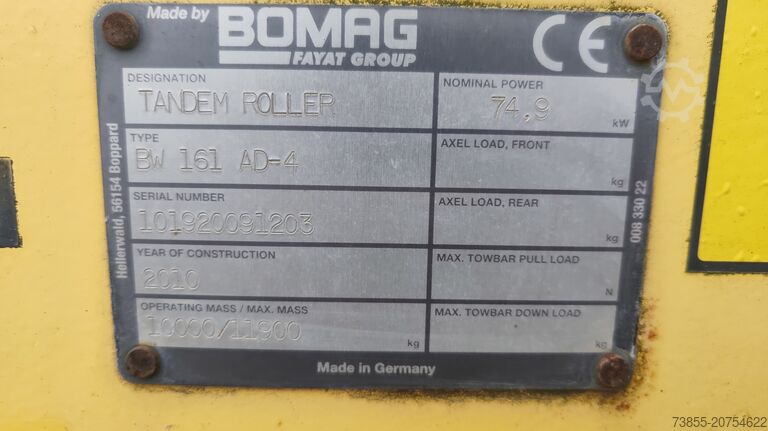 Made by BOMAG
FAYAT GROUP
CE
DESIGNATION
TANDEM ROLLER
NOMINAL POWER
74,9 kW
TYPE
BW 161 AD-4
AXEL LOAD, FRONT
kg
SERIAL NUMBER
101920091203
AXEL LOAD, REAR
kg
YEAR OF CONSTRUCTION
2010
MAX. TOWBAR PULL LOAD
N
OPERATING MASS / MAX. MASS
10000/11900 kg
MAX. TOWBAR DOWN LOAD
kg
Made in Germany
Hellerwald, 56154 Boppard
008 330 22
73855-20754622